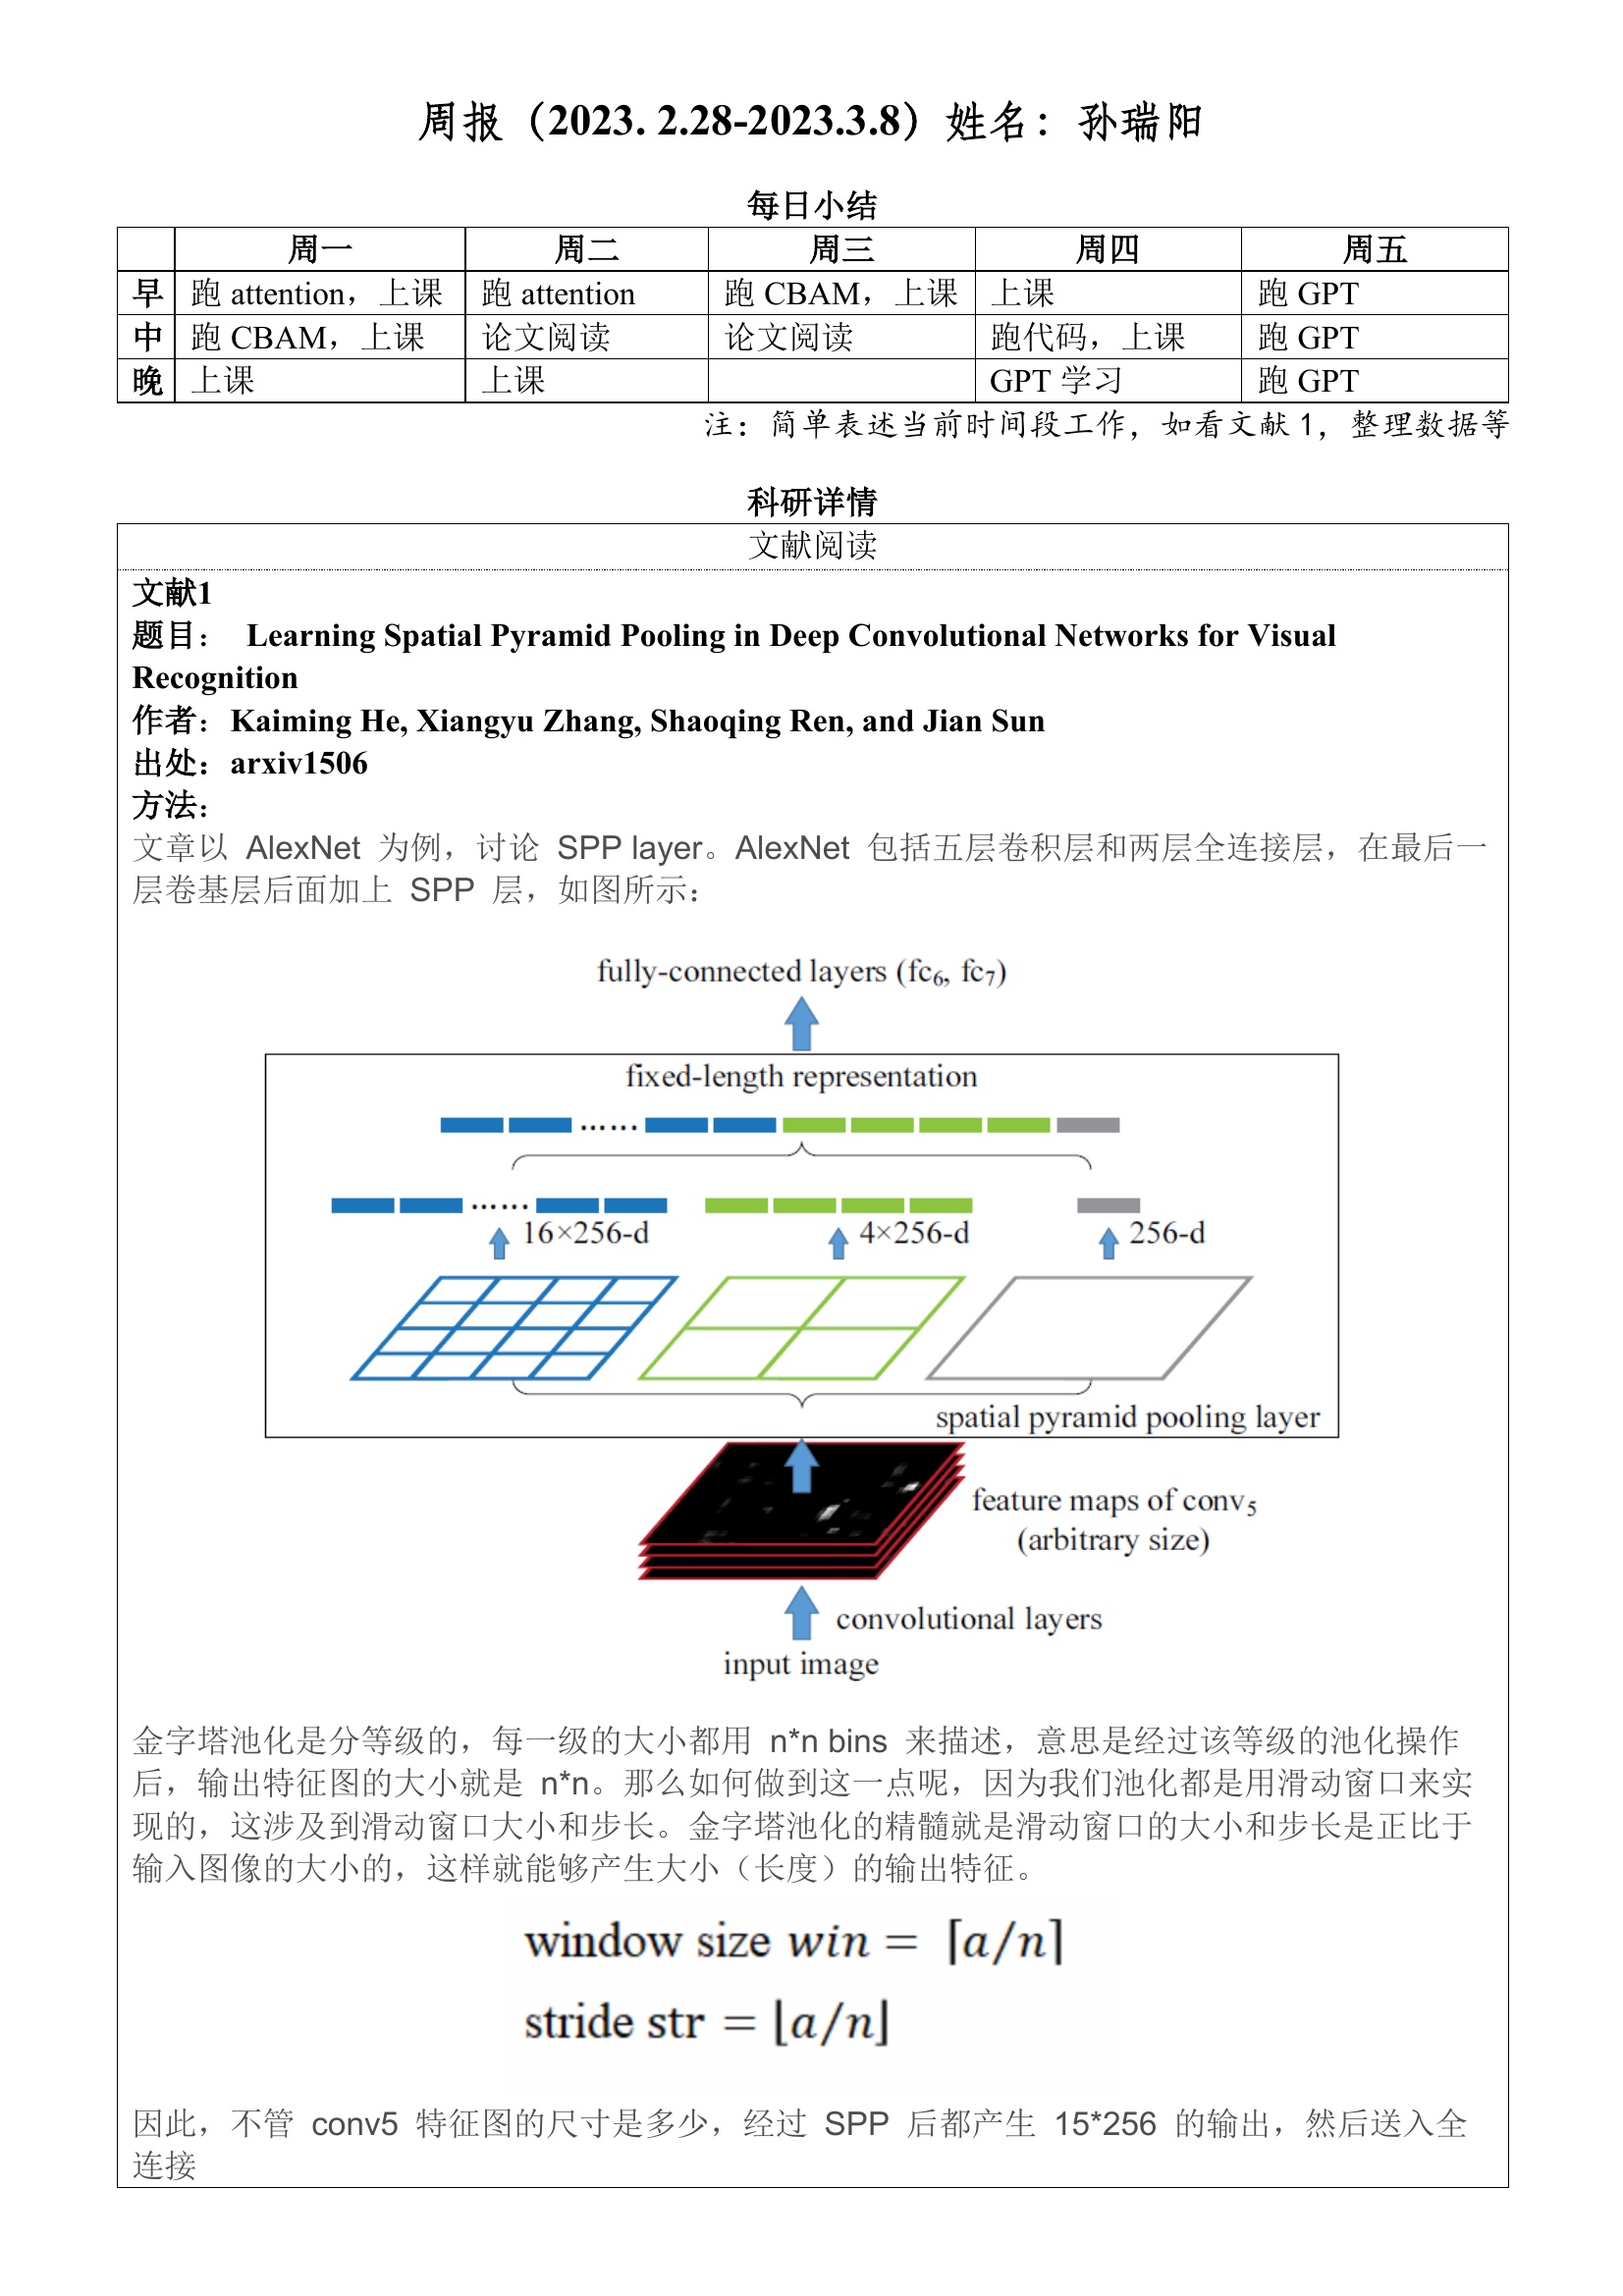 周报（2023. 2.28-2023.3.8）姓名：孙瑞阳
每日小结
周一 周二 周三 周四 周五
早 跑 attention，上课 跑 attention 跑 CBAM，上课 上课 跑 GPT
中 跑 CBAM，上课 论文阅读 论文阅读 跑代码，上课 跑 GPT
晚 上课 上课 GPT 学习 跑 GPT
注：简单表述当前时间段工作，如看文献 1，整理数据等
科研详情
文献阅读
文献1
题目： Learning Spatial Pyramid Pooling in Deep Convolutional Networks for Visual
Recognition
作者：Kaiming He, Xiangyu Zhang, Shaoqing Ren, and Jian Sun
出处：arxiv1506
方法：
文章以 AlexNet 为例，讨论 SPP layer。AlexNet 包括五层卷积层和两层全连接层，在最后一
层卷基层后面加上 SPP 层，如图所示：
fully-connected layers (fc₆, fc₇)
fixed-length representation
......
......
16×256-d 4×256-d 256-d
spatial pyramid pooling layer
feature maps of conv₅
(arbitrary size)
convolutional layers
input image
金字塔池化是分等级的，每一级的大小都用 n*n bins 来描述，意思是经过该等级的池化操作
后，输出特征图的大小就是 n*n。那么如何做到这一点呢，因为我们池化都是用滑动窗口来实
现的，这涉及到滑动窗口大小和步长。金字塔池化的精髓就是滑动窗口的大小和步长是正比于
输入图像的大小的，这样就能够产生大小（长度）的输出特征。
window size win = ⌈a/n⌉
stride str = ⌊a/n⌋
因此，不管 conv5 特征图的尺寸是多少，经过 SPP 后都产生 15*256 的输出，然后送入全
连接